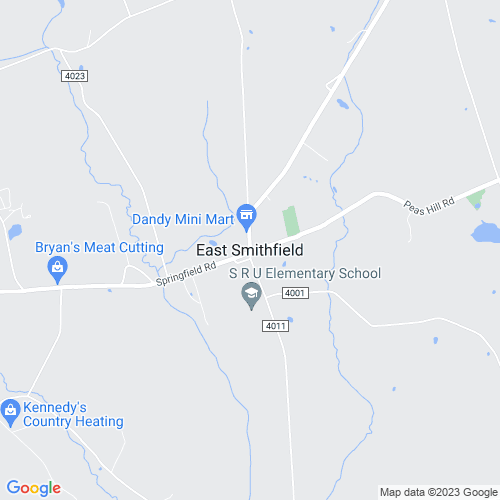 4023
Peas Hill Rd
Dandy Mini Mart
East Smithfield
Bryan's Meat Cutting
Springfield Rd
S R U Elementary School
4001
4011
Kennedy's
Country Heating
Google
Map data ©2023 Google